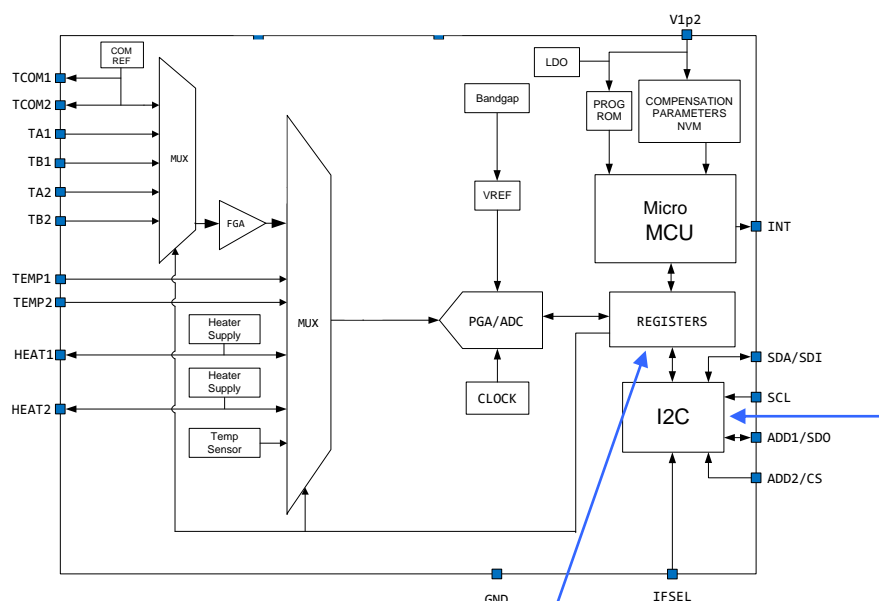 V1p2
COM
REF
TCOM1
TCOM2
TA1
TB1
TA2
TB2
MUX
FGA
TEMP1
TEMP2
HEAT1
HEAT2
Heater
Supply
Heater
Supply
Temp
Sensor
MUX
Bandgap
VREF
PGA/ADC
CLOCK
LDO
PROG
ROM
COMPENSATION
PARAMETERS
NVM
Micro
MCU
INT
REGISTERS
I2C
SDA/SDI
SCL
ADD1/SDO
ADD2/CS
GND
IFSEL